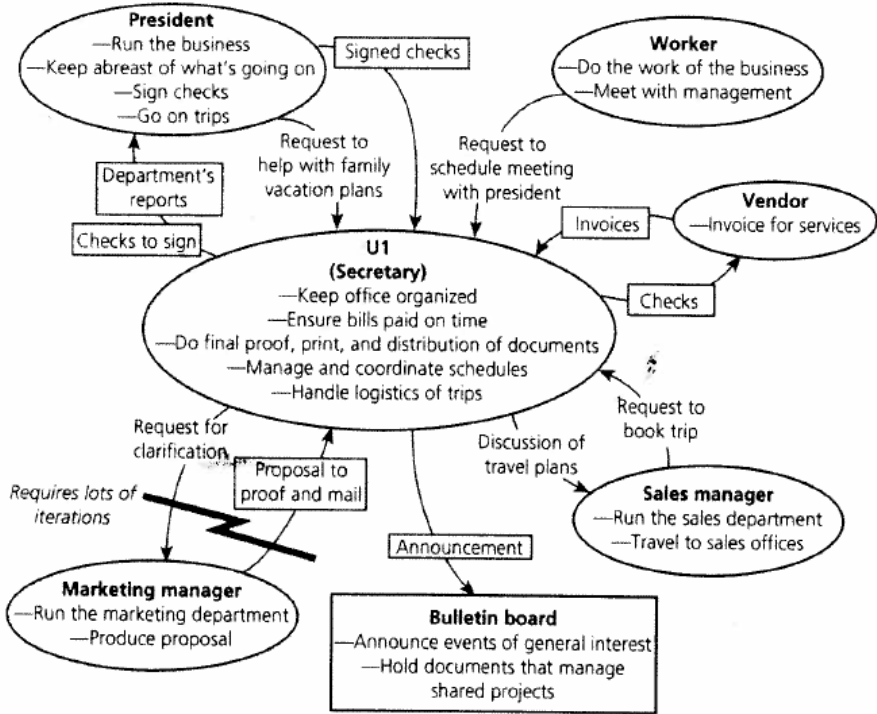 President
—Run the business
—Keep abreast of what's going on
—Sign checks
—Go on trips
Signed checks
Worker
—Do the work of the business
—Meet with management
Request to
help with family
vacation plans
Request to
schedule meeting
with president
Department's
reports
Checks to sign
Vendor
—Invoice for services
Invoices
Checks
U1
(Secretary)
—Keep office organized
—Ensure bills paid on time
—Do final proof, print, and distribution of documents
—Manage and coordinate schedules
—Handle logistics of trips
Request for
clarification
Proposal to
proof and mail
Discussion of
travel plans
Request to
book trip
Requires lots of
iterations
Announcement
Sales manager
—Run the sales department
—Travel to sales offices
Marketing manager
—Run the marketing department
—Produce proposal
Bulletin board
—Announce events of general interest
—Hold documents that manage
shared projects